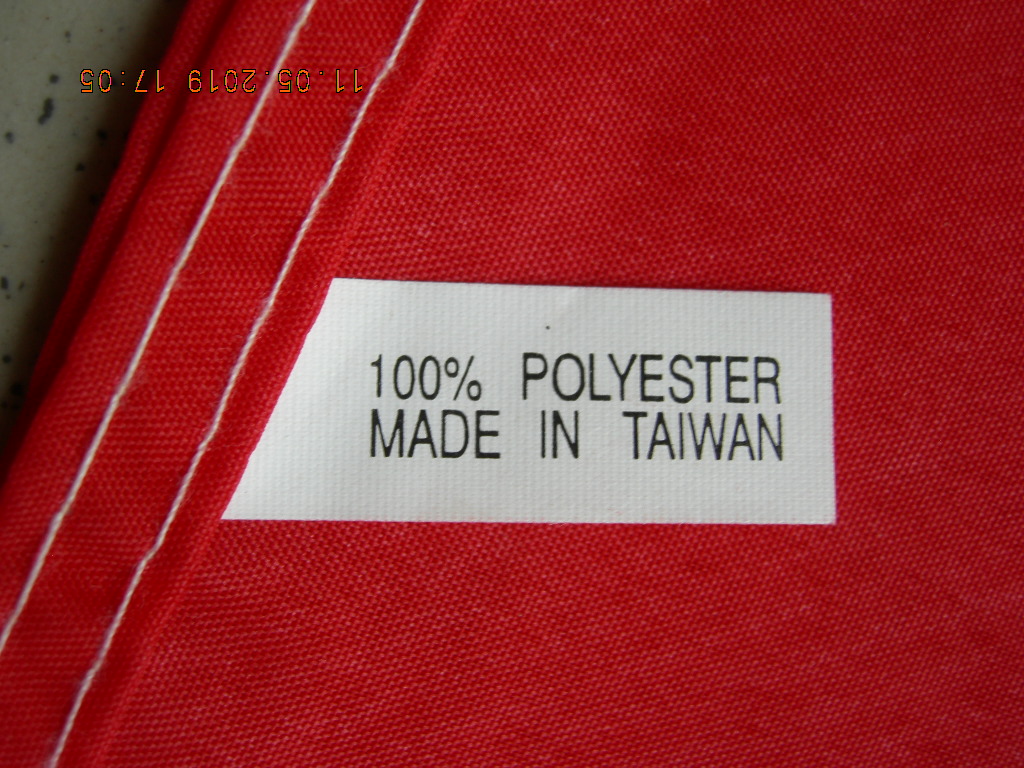 11.05.2019 17:05
100% POLYESTER
MADE IN TAIWAN